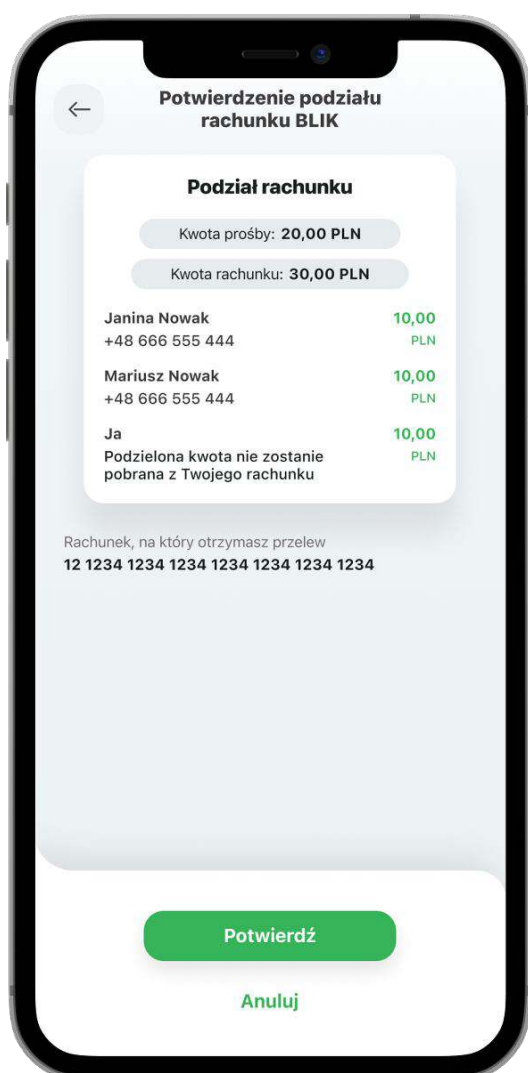 Potwierdzenie podziału
rachunku BLIK
Podział rachunku
Kwota prośby: 20,00 PLN
Kwota rachunku: 30,00 PLN
Janina Nowak 10,00
+48 666 555 444 PLN
Mariusz Nowak 10,00
+48 666 555 444 PLN
Ja 10,00
Podzielona kwota nie zostanie PLN
pobrana z Twojego rachunku
Rachunek, na który otrzymasz przelew
12 1234 1234 1234 1234 1234 1234 1234
Potwierdź
Anuluj